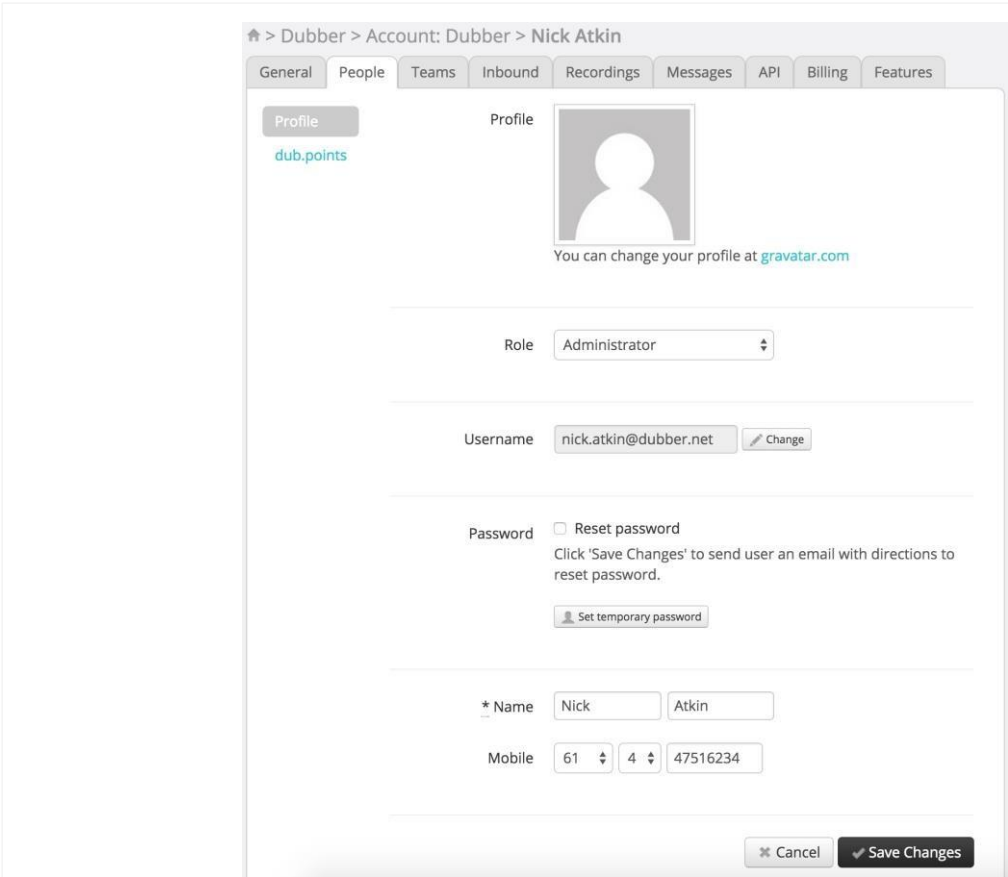 > Dubber > Account: Dubber > Nick Atkin
General People Teams Inbound Recordings Messages API Billing Features
Profile
dub.points
Profile
You can change your profile at gravatar.com
Role Administrator
Username nick.atkin@dubber.net Change
Password Reset password
Click 'Save Changes' to send user an email with directions to
reset password.
Set temporary password
* Name Nick Atkin
Mobile 61 4 47516234
Cancel Save Changes